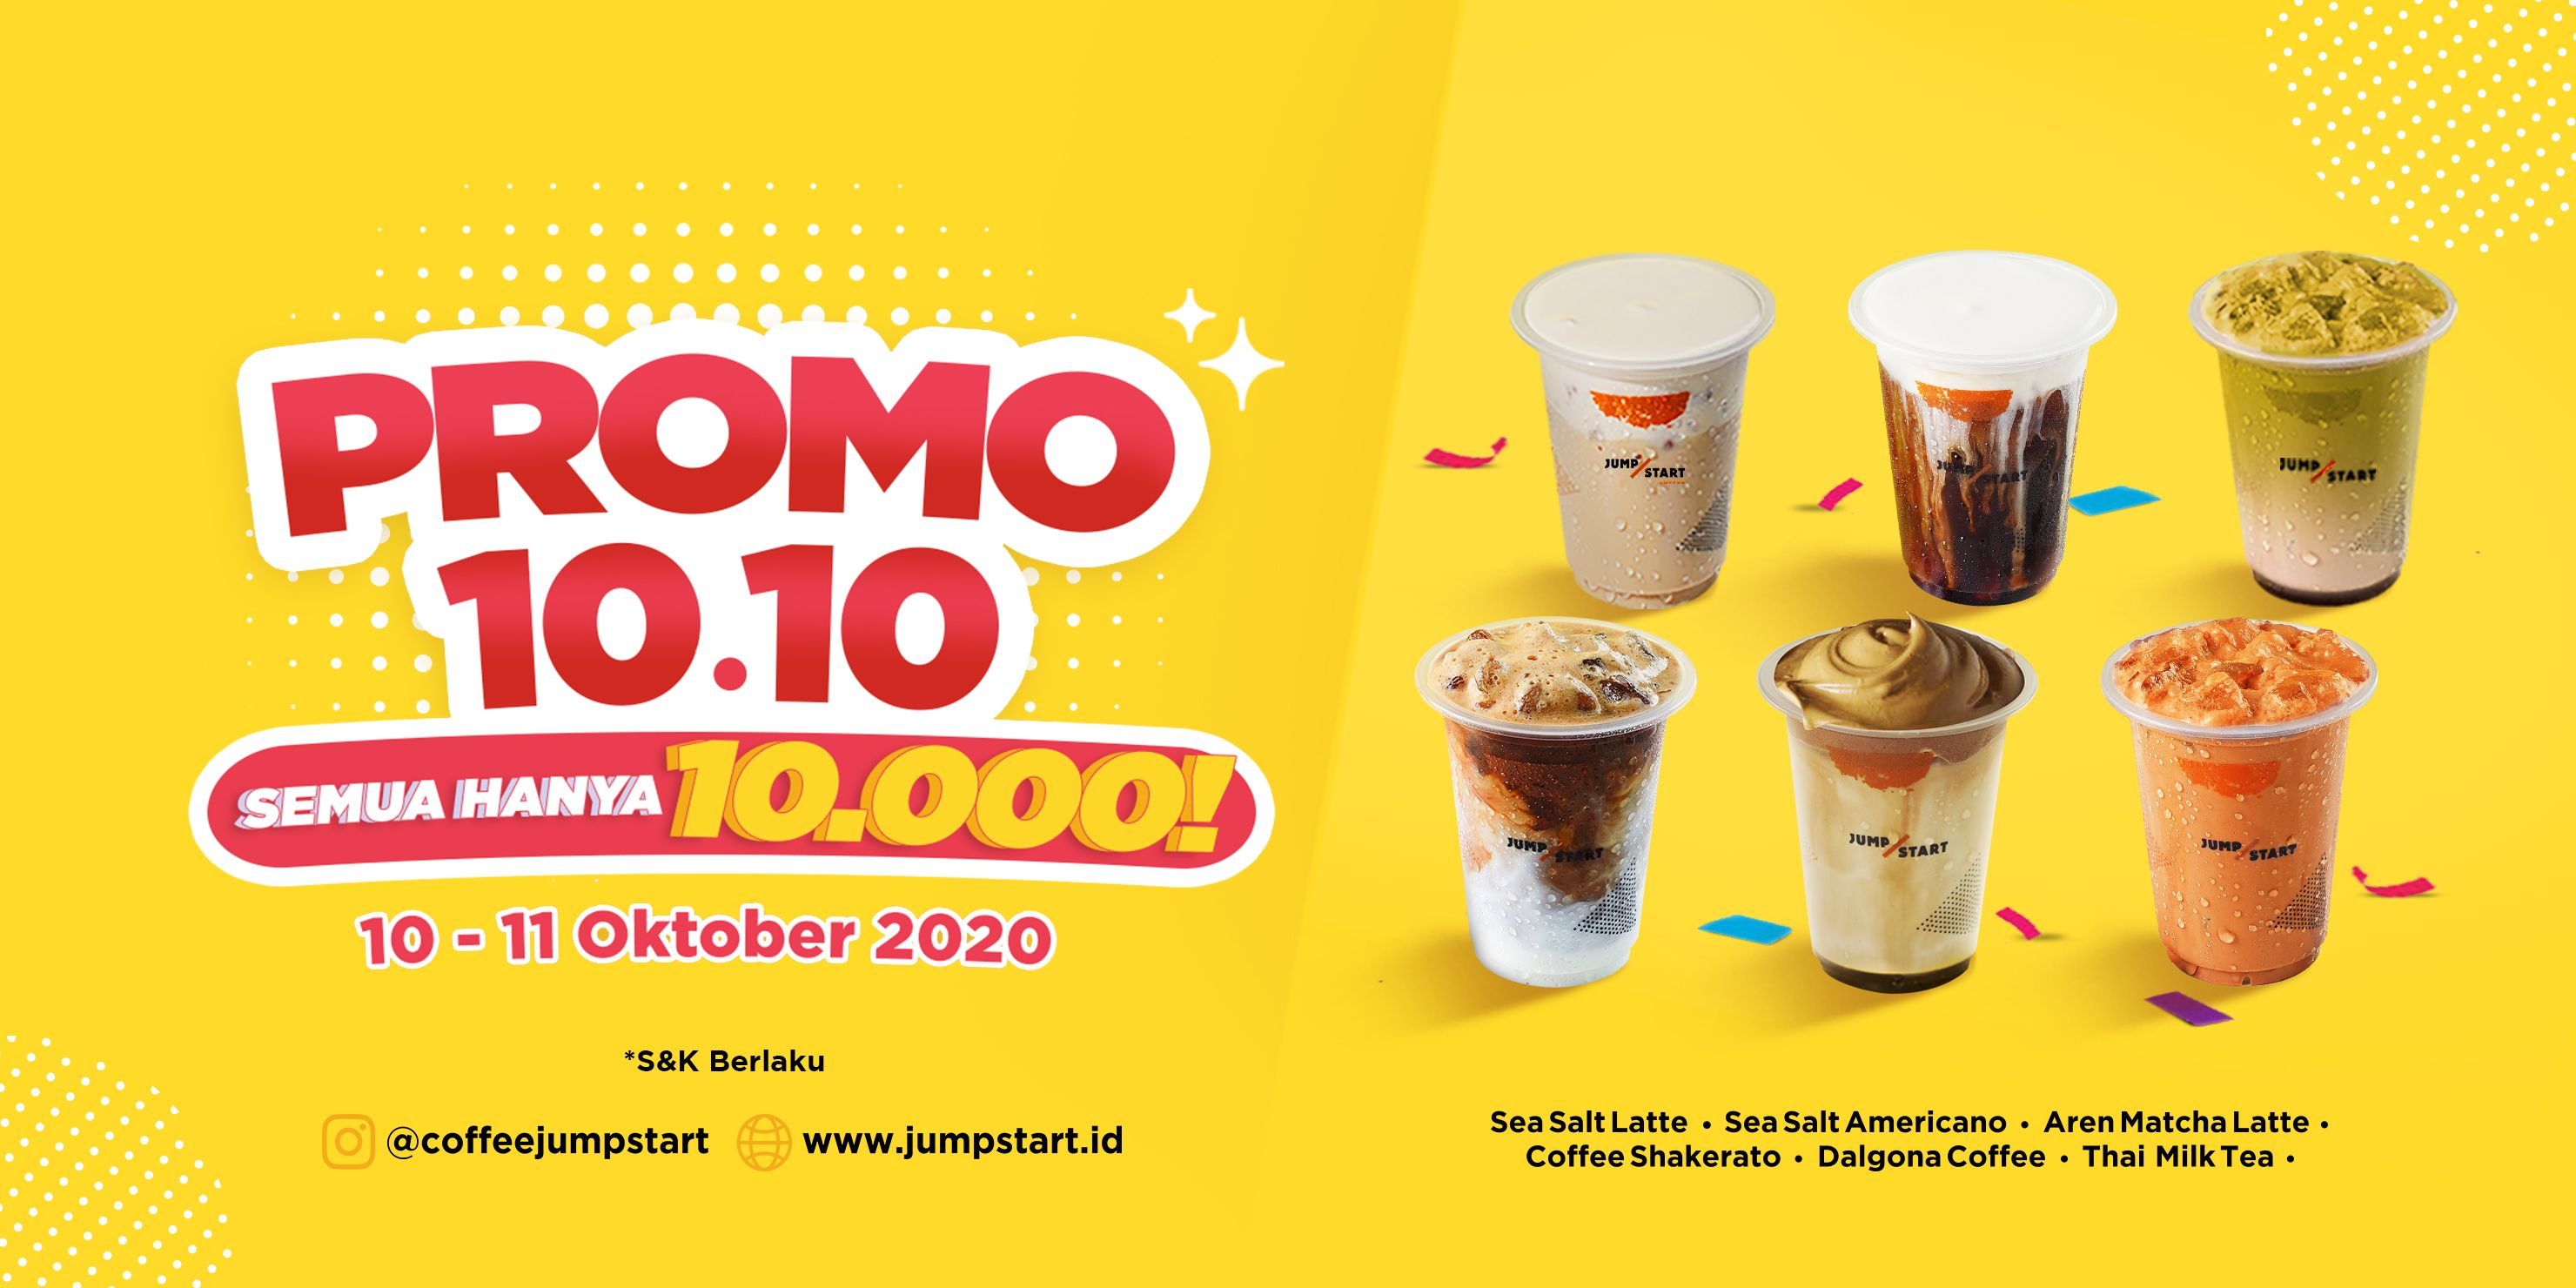 PROMO
10.10
SEMUA HANYA 10.000!
10 - 11 Oktober 2020
*S&K Berlaku
@coffeejumpstart www.jumpstart.id
JUMP/START
COFFEE
JUMP/START
JUMP/START
JUMP/START
JUMP/START
JUMP/START
Sea Salt Latte • Sea Salt Americano • Aren Matcha Latte •
Coffee Shakerato • Dalgona Coffee • Thai Milk Tea •